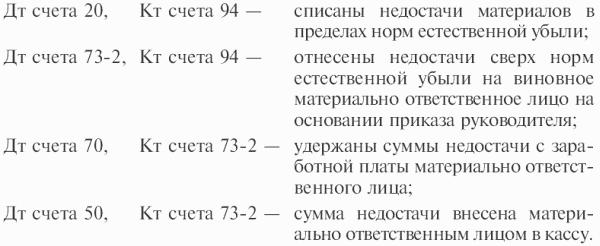 Дт счета 20, Кт счета 94 — списаны недостачи материалов в
пределах норм естественной убыли;
Дт счета 73-2, Кт счета 94 — отнесены недостачи сверх норм
естественной убыли на виновное
материально ответственное лицо на
основании приказа руководителя;
Дт счета 70, Кт счета 73-2 — удержаны суммы недостачи с зара-
ботной платы материально ответст-
венного лица;
Дт счета 50, Кт счета 73-2 — сумма недостачи внесена матери-
ально ответственным лицом в кассу.